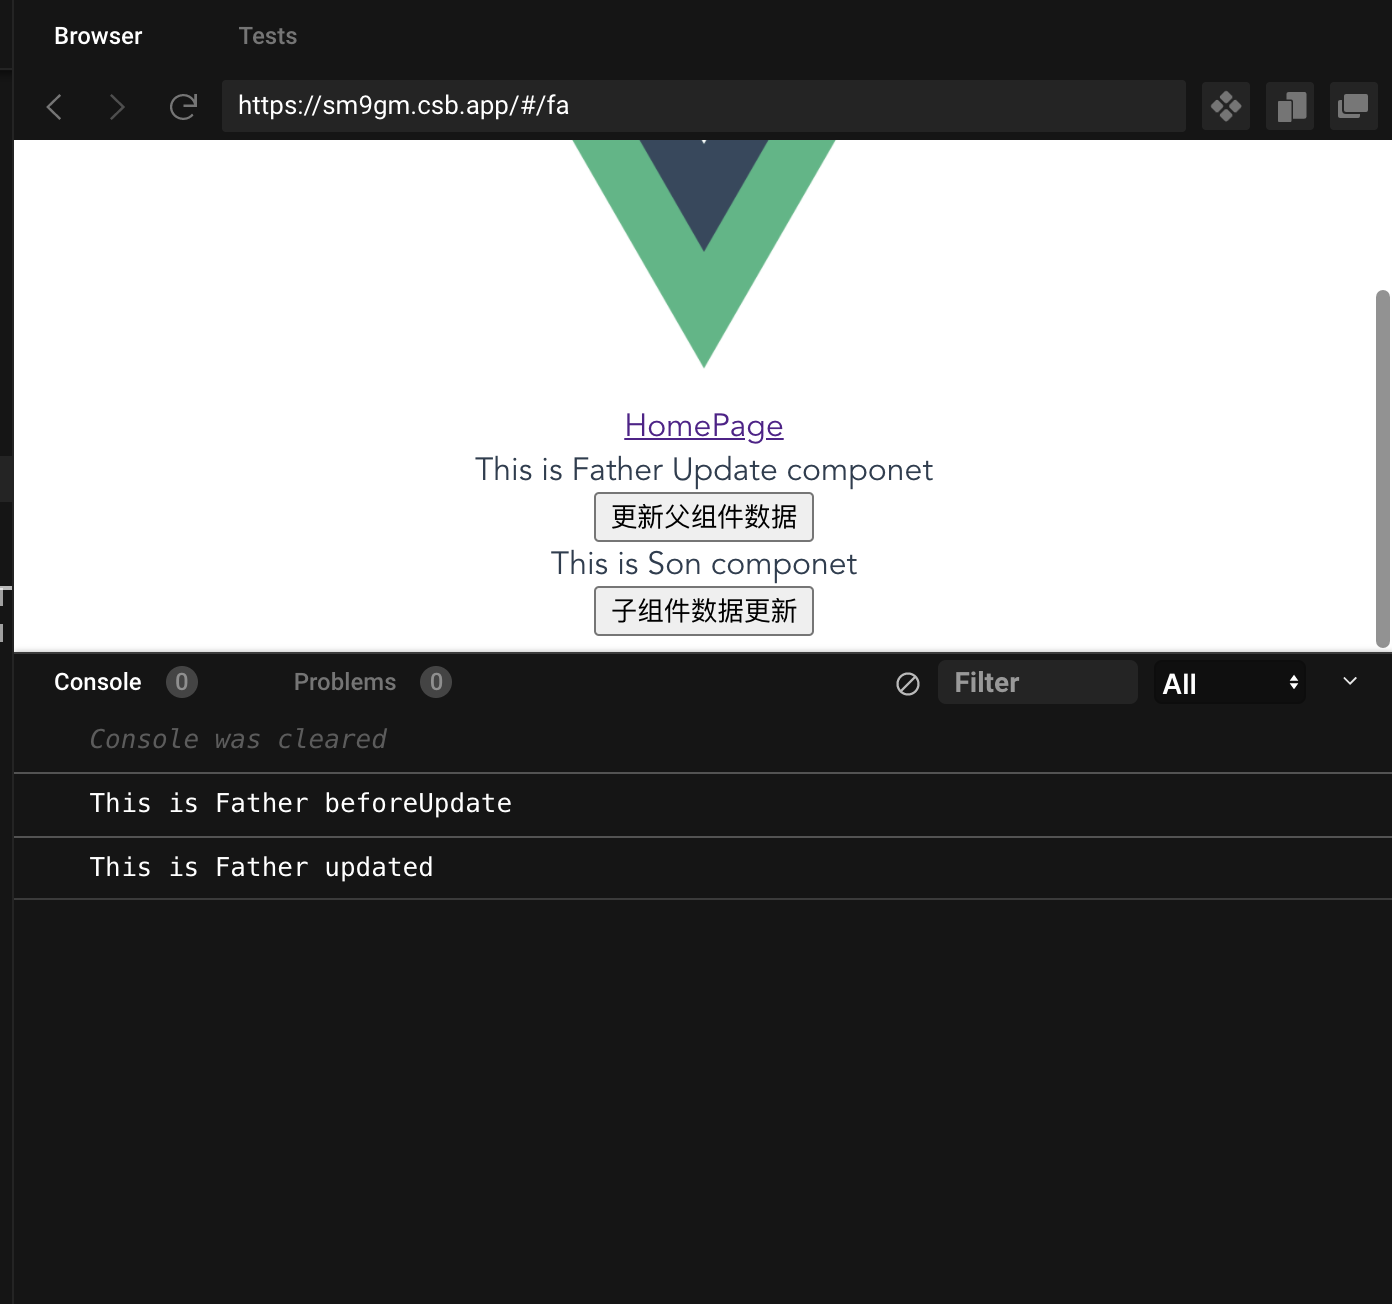 Browser Tests
https://sm9gm.csb.app/#/fa
HomePage
This is Father Update componet
更新父组件数据
This is Son componet
子组件数据更新
Console 0 Problems 0 Filter All
Console was cleared
This is Father beforeUpdate
This is Father updated